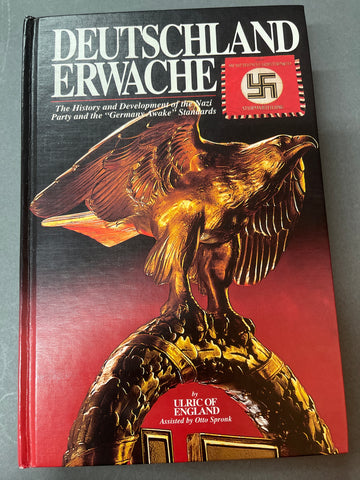 DEUTSCHLAND
ERWACHE
The History and Development of the Nazi
Party and the "Germany Awake" Standards
by
ULRIC OF
ENGLAND
Assisted by Otto Spronk